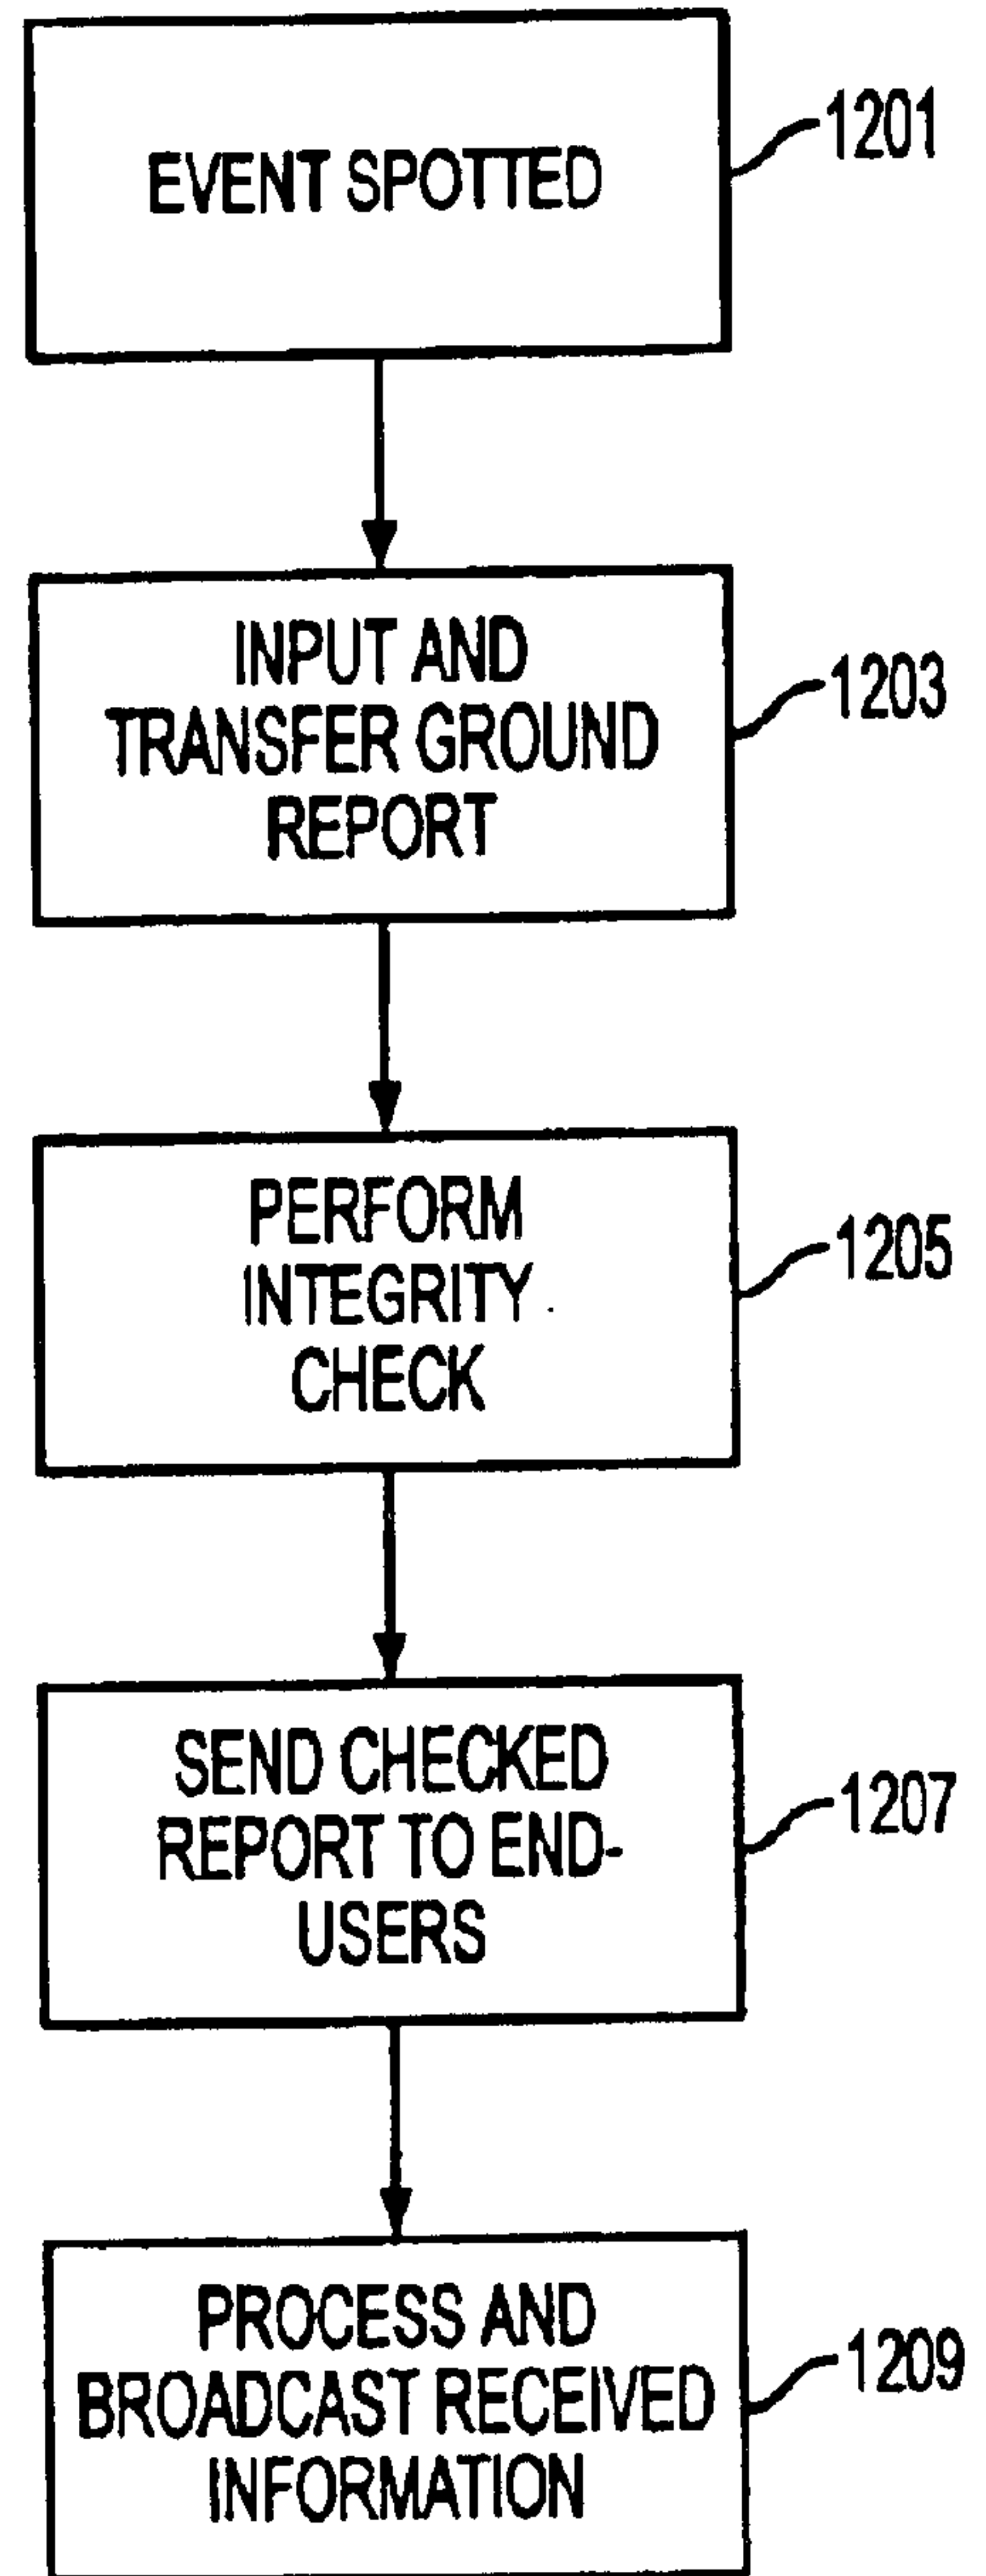 EVENT SPOTTED
1201
INPUT AND
TRANSFER GROUND
REPORT
1203
PERFORM
INTEGRITY
CHECK
1205
SEND CHECKED
REPORT TO END-
USERS
1207
PROCESS AND
BROADCAST RECEIVED
INFORMATION
1209